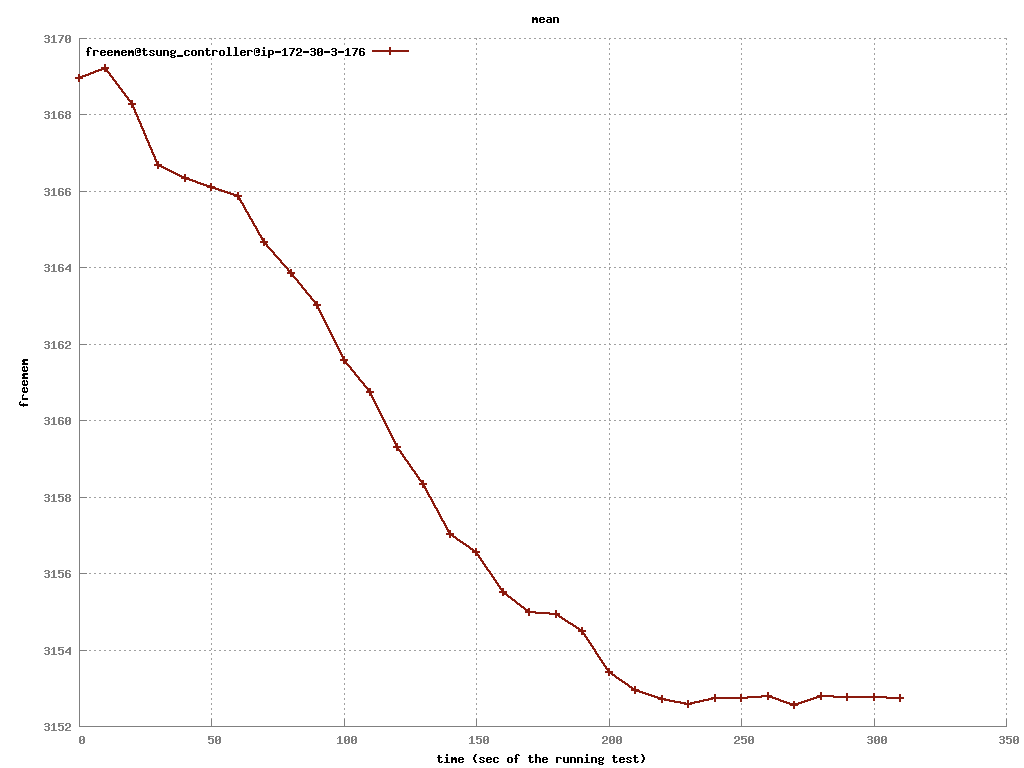 mean
3170
freemem@tsung_controller@ip-172-30-3-176
3168
3166
3164
3162
freemem
3160
3158
3156
3154
3152
0 50 100 150 200 250 300 350
time (sec of the running test)